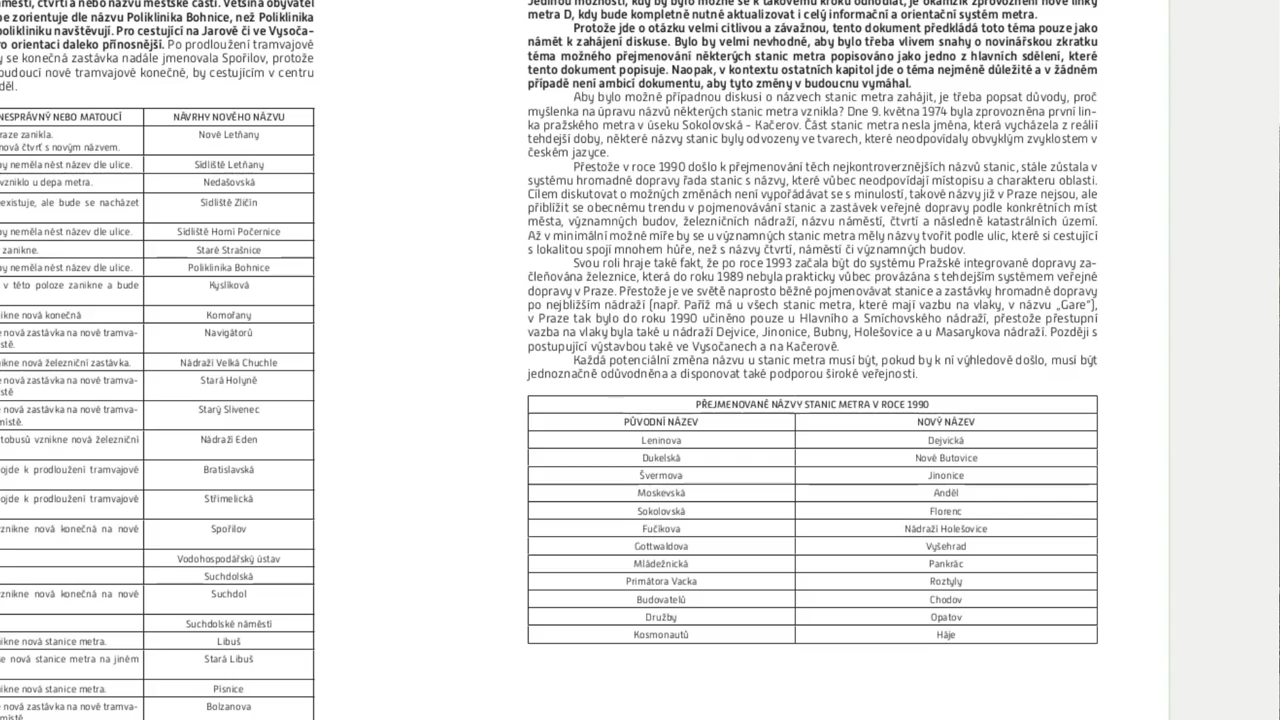 áměstí, čtvrtí a nebo názvu městské části. Většina obyvatel
pe zorientuje dle názvu Poliklinika Bohnice, než Poliklinika
polikliniku navštěvují. Pro cestující na Jarově či ve Vysoča-
ro orientaci daleko přínosnější. Po prodloužení tramvajové
y se konečná zastávka nadále jmenovala Spořilov, protože
budoucí nové tramvajové konečné, by cestujícím v centru
děl.
NESPRÁVNÝ NEBO MATOUCÍ NÁVRHY NOVÉHO NÁZVU
raze zanikla. Nové Letňany
nová čtvrť s novým názvem.
by neměla nést název dle ulice. Sídliště Letňany
vzniklo u depa metra. Nedašovská
existuje, ale bude se nacházet Sídliště Zličín
by neměla nést název dle ulice. Sídliště Horní Počernice
zanikne. Staré Strašnice
by neměla nést název dle ulice. Poliklinika Bohnice
v této poloze zanikne a bude Kyslíková
nikne nová konečná Komořany
e nová zastávka na nové tramva- Navigátorů
stě.
nikne nová železniční zastávka. Nádraží Velká Chuchle
e nová zastávka na nové tramva- Stará Holyně
stě
e nová zastávka na nové tramva- Starý Slivenec
místě.
tobusů vznikne nová železniční Nádraží Eden
ojde k prodloužení tramvajové Bratislavská
ojde k prodloužení tramvajové Střimelická
znikne nová konečná na nové Spořilov
Vodohospodářský ústav
Suchdolská
znikne nová konečná na nové Suchdol
Suchdolské náměstí
nikne nová stanice metra. Libuš
se nová stanice metra na jiném Stará Libuš
nikne nová stanice metra. Písnice
e nová zastávka na nové tramva- Bolzanova
místě.
Jedinou možností, kdy by bylo možné se k takovému kroku odhodlat, je okamžik zprovoznění nové linky
metra D, kdy bude kompletně nutné aktualizovat i celý informační a orientační systém metra.
Protože jde o otázku velmi citlivou a závažnou, tento dokument předkládá toto téma pouze jako
námět k zahájení diskuse. Bylo by velmi nevhodné, aby bylo třeba vlivem snahy o novinářskou zkratku
téma možného přejmenování některých stanic metra popisováno jako jedno z hlavních sdělení, které
tento dokument popisuje. Naopak, v kontextu ostatních kapitol jde o téma nejméně důležité a v žádném
případě není ambicí dokumentu, aby tyto změny v budoucnu vymáhal.
Aby bylo možné případnou diskusi o názvech stanic metra zahájit, je třeba popsat důvody, proč
myšlenka na úpravu názvů některých stanic metra vznikla? Dne 9. května 1974 byla zprovozněna první lin-
ka pražského metra v úseku Sokolovská - Kačerov. Část stanic metra nesla jména, která vycházela z reálií
tehdejší doby, některé názvy stanic byly odvozeny ve tvarech, které neodpovídaly obvyklým zvyklostem v
českém jazyce.
Přestože v roce 1990 došlo k přejmenování těch nejkontroverznějších názvů stanic, stále zůstala v
systému hromadné dopravy řada stanic s názvy, které vůbec neodpovídají místopisu a charakteru oblasti.
Cílem diskutovat o možných změnách není vypořádávat se s minulostí, takové názvy již v Praze nejsou, ale
přiblížit se obecnému trendu v pojmenovávání stanic a zastávek veřejné dopravy podle konkrétních míst
města, významných budov, železničních nádraží, názvu náměstí, čtvrtí a následně katastrálních území.
Až v minimální možné míře by se u významných stanic metra měly názvy tvořit podle ulic, které si cestující
s lokalitou spojí mnohem hůře, než s názvy čtvrtí, náměstí či významných budov.
Svou roli hraje také fakt, že po roce 1993 začala být do systému Pražské integrované dopravy za-
členována železnice, která do roku 1989 nebyla prakticky vůbec provázána s tehdejším systémem veřejné
dopravy v Praze. Přestože je ve světě naprosto běžné pojmenovávat stanice a zastávky hromadné dopravy
po nejbližším nádraží (např. Paříž má u všech stanic metra, které mají vazbu na vlaky, v názvu „Gare“),
v Praze tak bylo do roku 1990 učiněno pouze u Hlavního a Smíchovského nádraží, přestože přestupní
vazba na vlaky byla také u nádraží Dejvice, Jinonice, Bubny, Holešovice a u Masarykova nádraží. Později s
postupující výstavbou také ve Vysočanech a na Kačerově.
Každá potenciální změna názvu u stanic metra musí být, pokud by k ní výhledově došlo, musí být
jednoznačně odůvodněna a disponovat také podporou široké veřejnosti.
PŘEJMENOVANÉ NÁZVY STANIC METRA V ROCE 1990
PŮVODNÍ NÁZEV NOVÝ NÁZEV
Leninova Dejvická
Dukelská Nové Butovice
Švermova Jinonice
Moskevská Anděl
Sokolovská Florenc
Fučíkova Nádraží Holešovice
Gottwaldova Vyšehrad
Mládežnická Pankrác
Primátora Vacka Roztyly
Budovatelů Chodov
Družby Opatov
Kosmonautů Háje